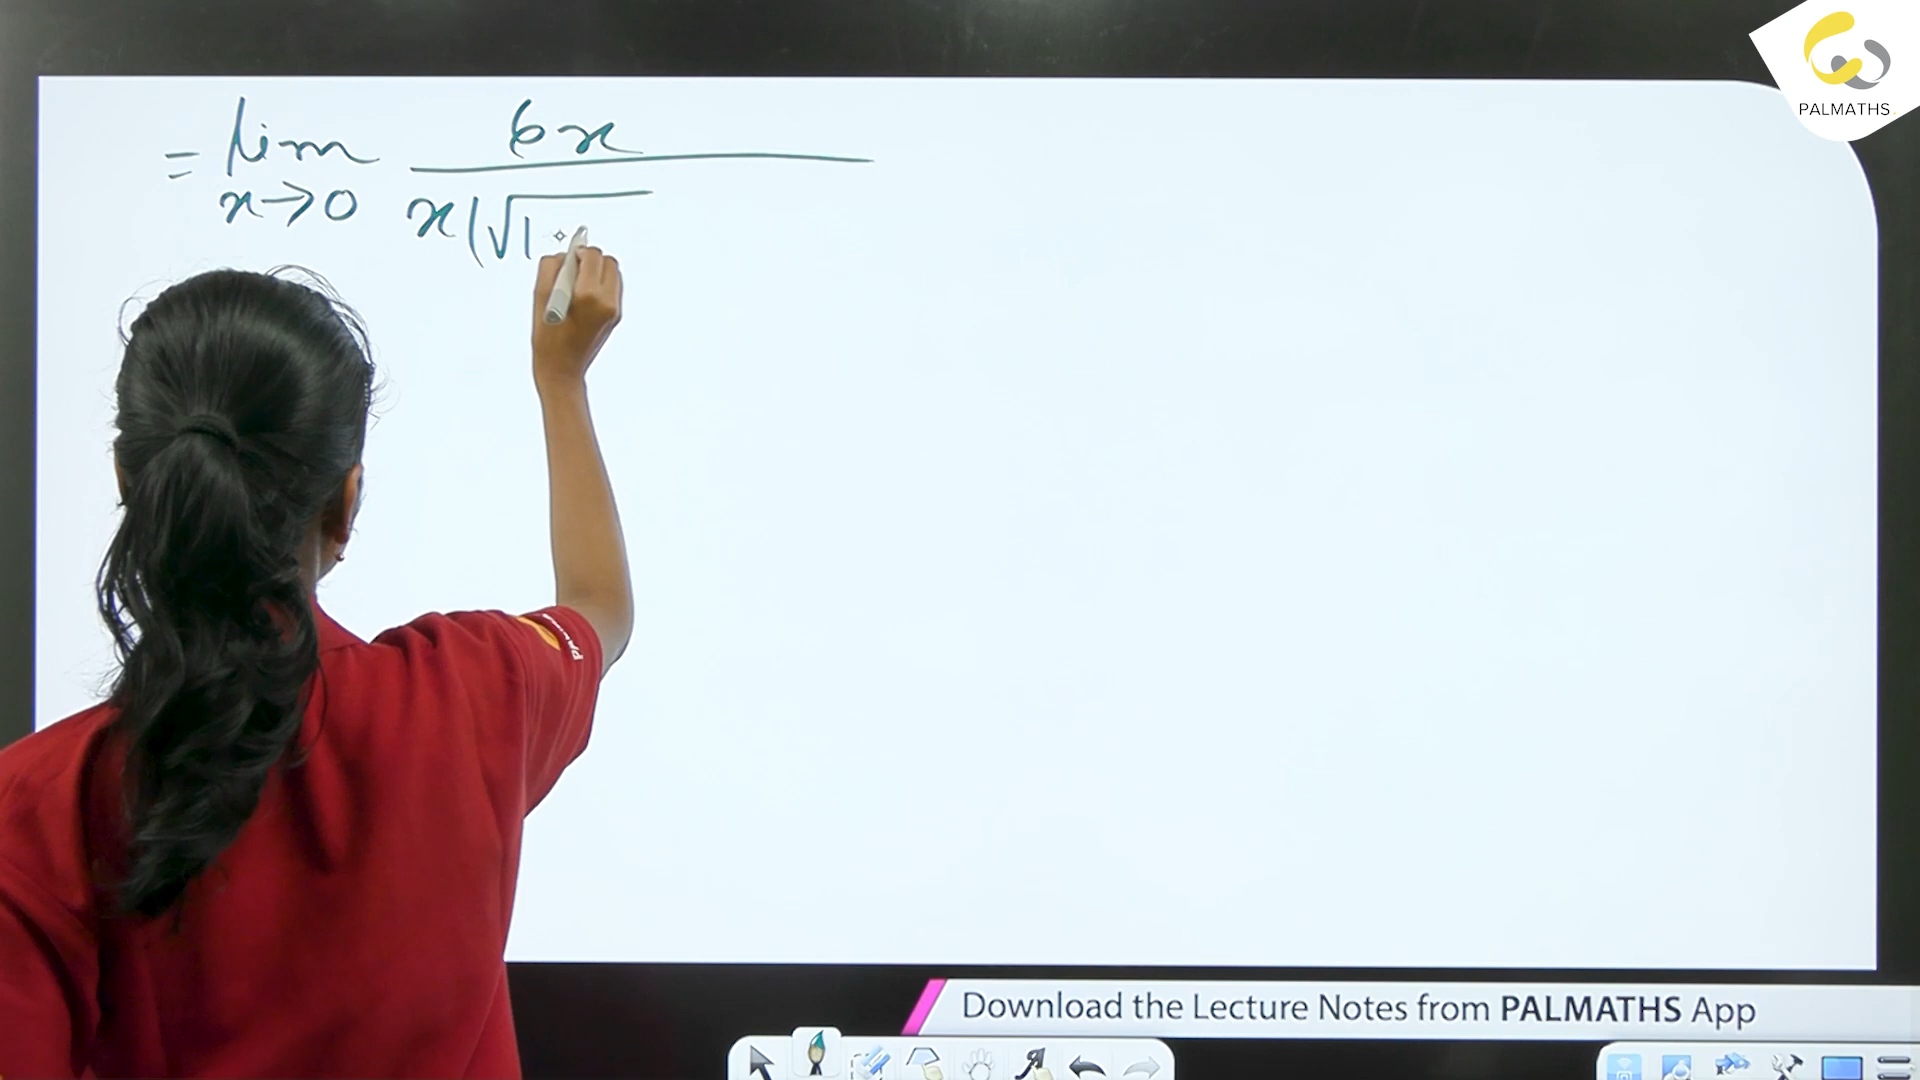 PALMATHS
= lim 6x
x→0 x(√1
Download the Lecture Notes from PALMATHS App